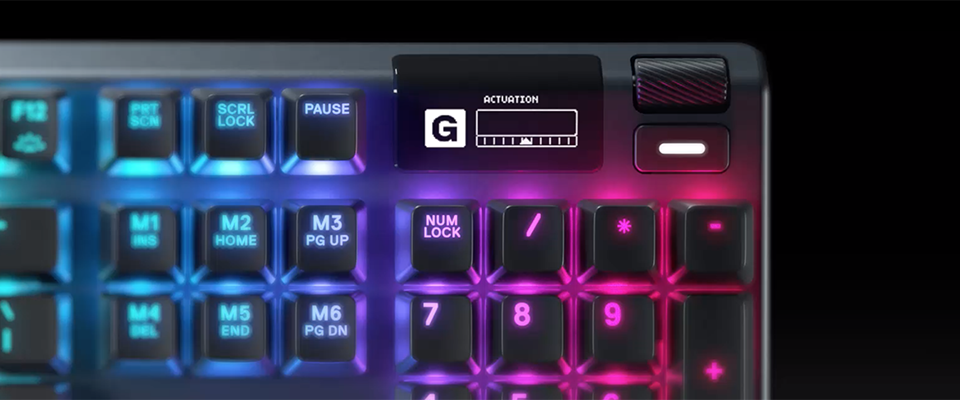 F12
PRT
SCN
SCRL
LOCK
PAUSE
ACTUATION
G
M1
INS
M2
HOME
M3
PG UP
NUM
LOCK
/
*
-
M4
DEL
M5
END
M6
PG DN
7
8
9
+
\